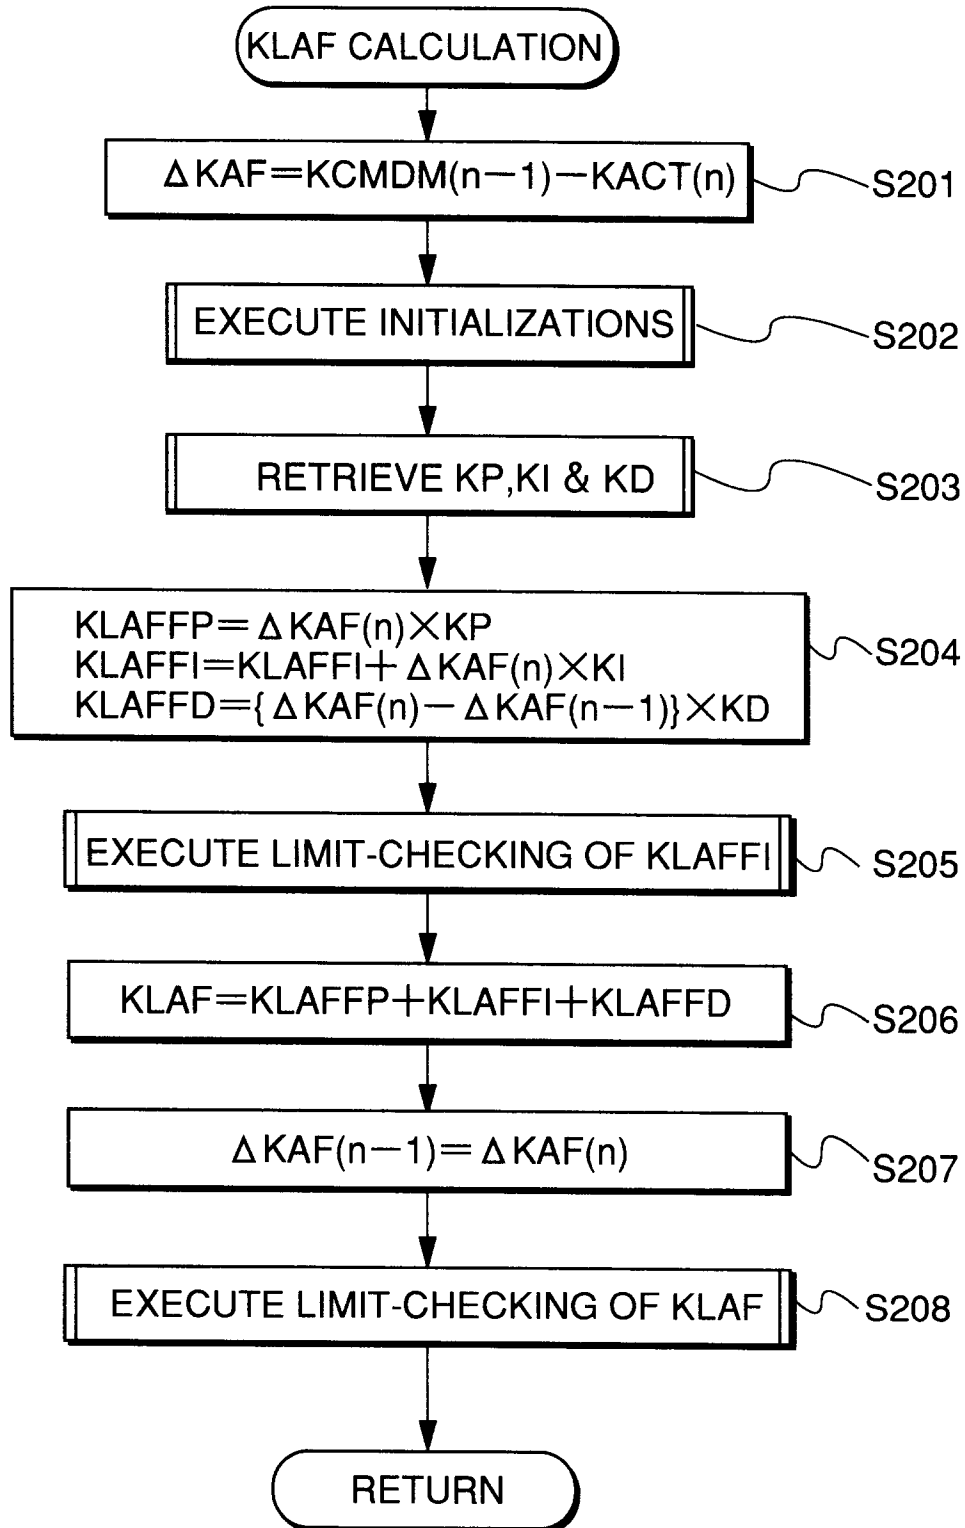 KLAF CALCULATION
ΔKAF=KCMDM(n-1)-KACT(n)
S201
EXECUTE INITIALIZATIONS
S202
RETRIEVE KP,KI & KD
S203
KLAFFP=ΔKAF(n)×KP
KLAFFI=KLAFFI+ΔKAF(n)×KI
KLAFFD={ΔKAF(n)-ΔKAF(n-1)}×KD
S204
EXECUTE LIMIT-CHECKING OF KLAFFI
S205
KLAF=KLAFFP+KLAFFI+KLAFFD
S206
ΔKAF(n-1)=ΔKAF(n)
S207
EXECUTE LIMIT-CHECKING OF KLAF
S208
RETURN